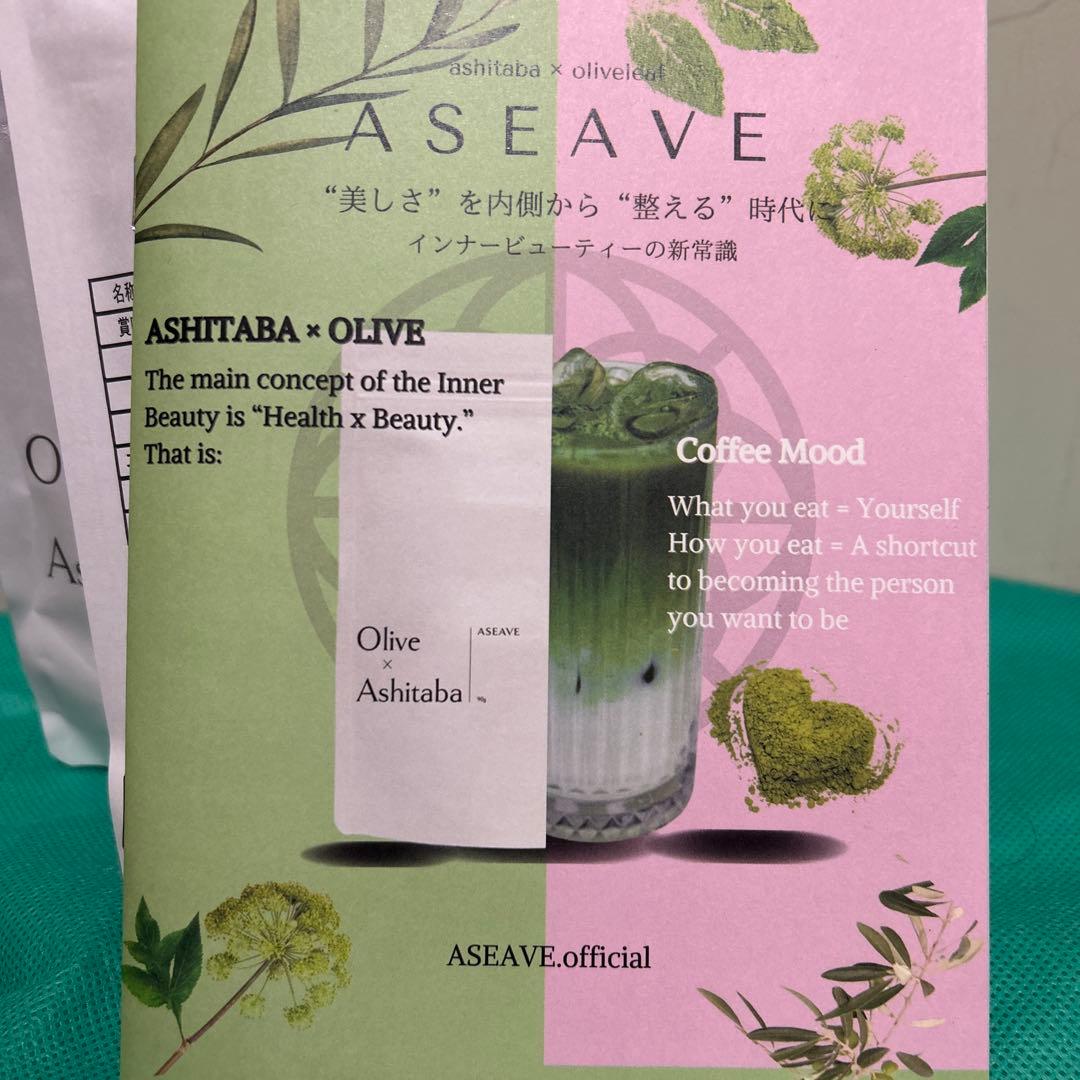 ashitaba × oliveleaf
ASEAVE
“美しさ”を内側から“整える”時代に
インナービューティーの新常識
ASHITABA × OLIVE
The main concept of the Inner
Beauty is “Health x Beauty.”
That is:
Coffee Mood
What you eat = Yourself
How you eat = A shortcut
to becoming the person
you want to be
Olive
×
Ashitaba
ASEAVE
90g
ASEAVE.official
名称